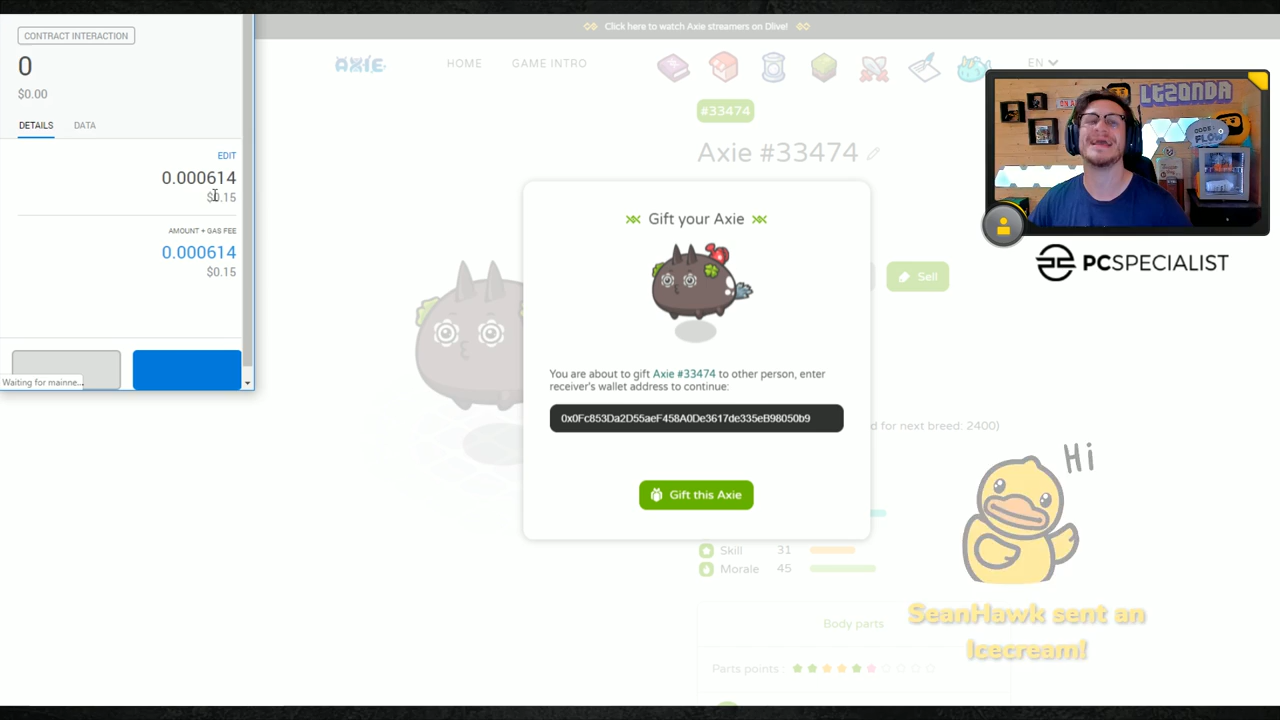 CONTRACT INTERACTION
0
$0.00
DETAILS
DATA
EDIT
0.000614
$0.15
AMOUNT + GAS FEE
0.000614
$0.15
Waiting for mainne...
Click here to watch Axie streamers on Dlive!
AXIE
HOME
GAME INTRO
EN
#33474
Axie #33474
Gift your Axie
Sell
You are about to gift Axie #33474 to other person, enter
receiver's wallet address to continue:
0x0Fc853Da2D55aeF458A0De3617de335eB98050b9
d for next breed: 2400)
Gift this Axie
Skill 31
Morale 45
Body parts
Parts points :
LTZONDA
CODE
FLOW
PCSPECIALIST
Hi
SeanHawk sent an
Icecream!